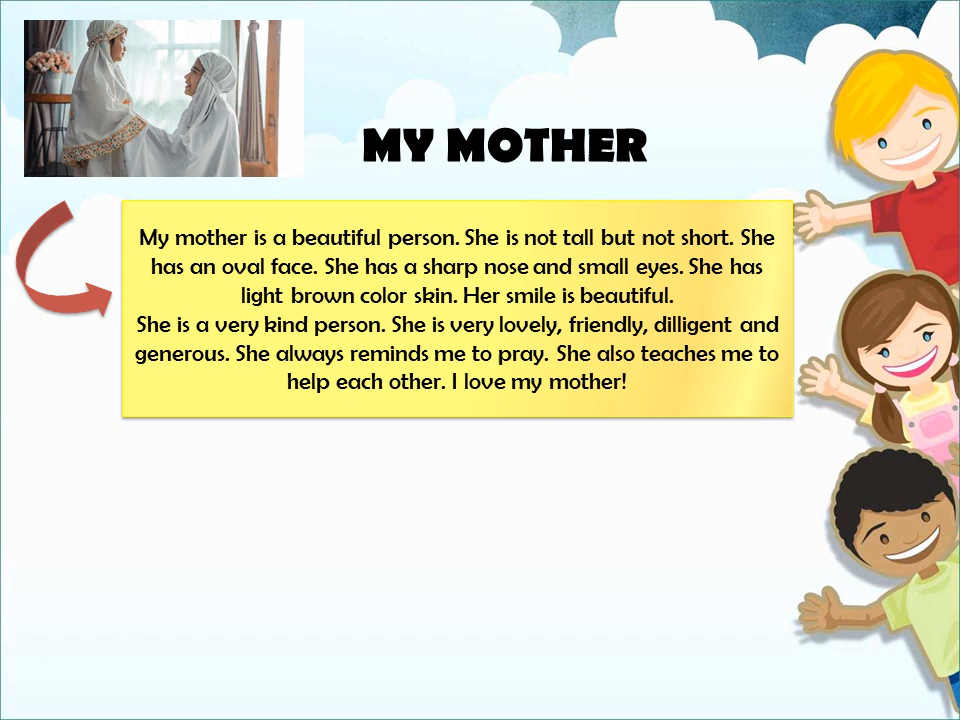 MY MOTHER
My mother is a beautiful person. She is not tall but not short. She
has an oval face. She has a sharp nose and small eyes. She has
light brown color skin. Her smile is beautiful.
She is a very kind person. She is very lovely, friendly, dilligent and
generous. She always reminds me to pray. She also teaches me to
help each other. I love my mother!